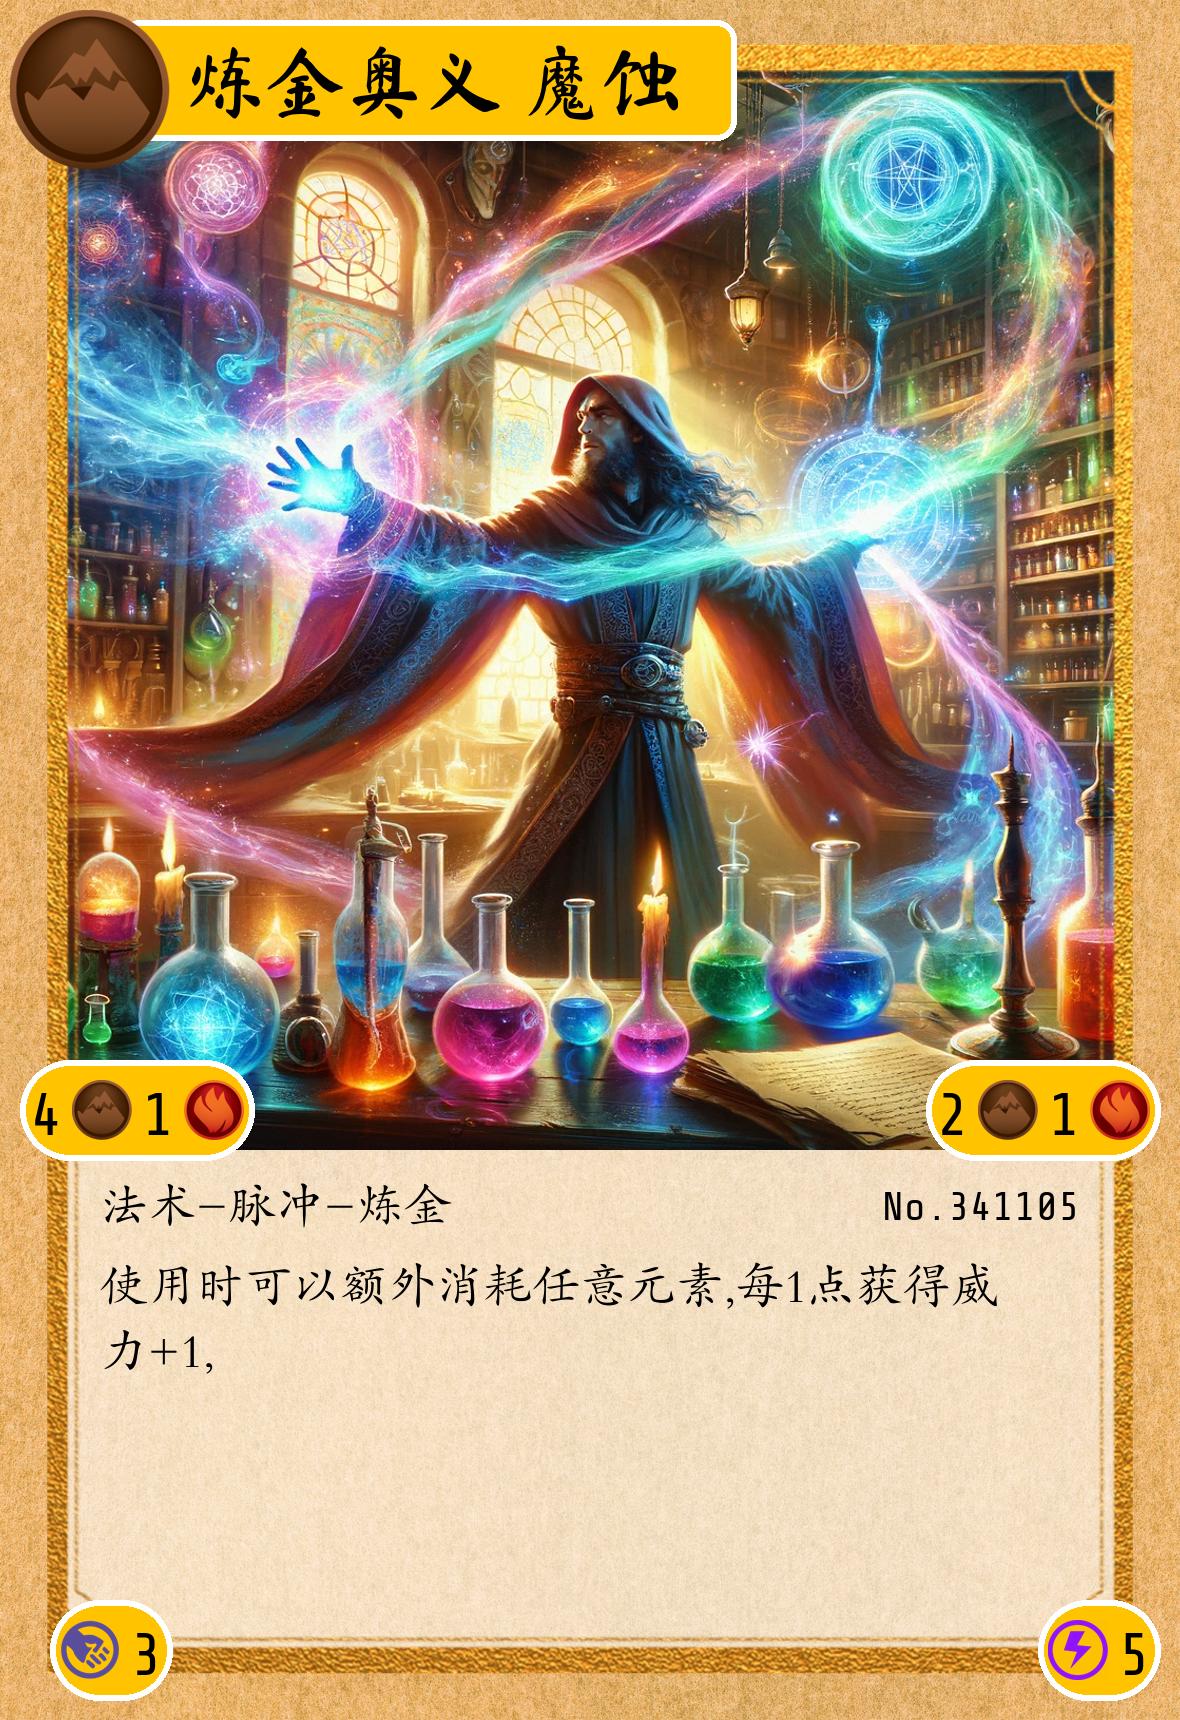 炼金奥义 魔蚀
4 1
2 1
法术-脉冲-炼金
No.341105
使用时可以额外消耗任意元素,每1点获得威
力+1,
3
5